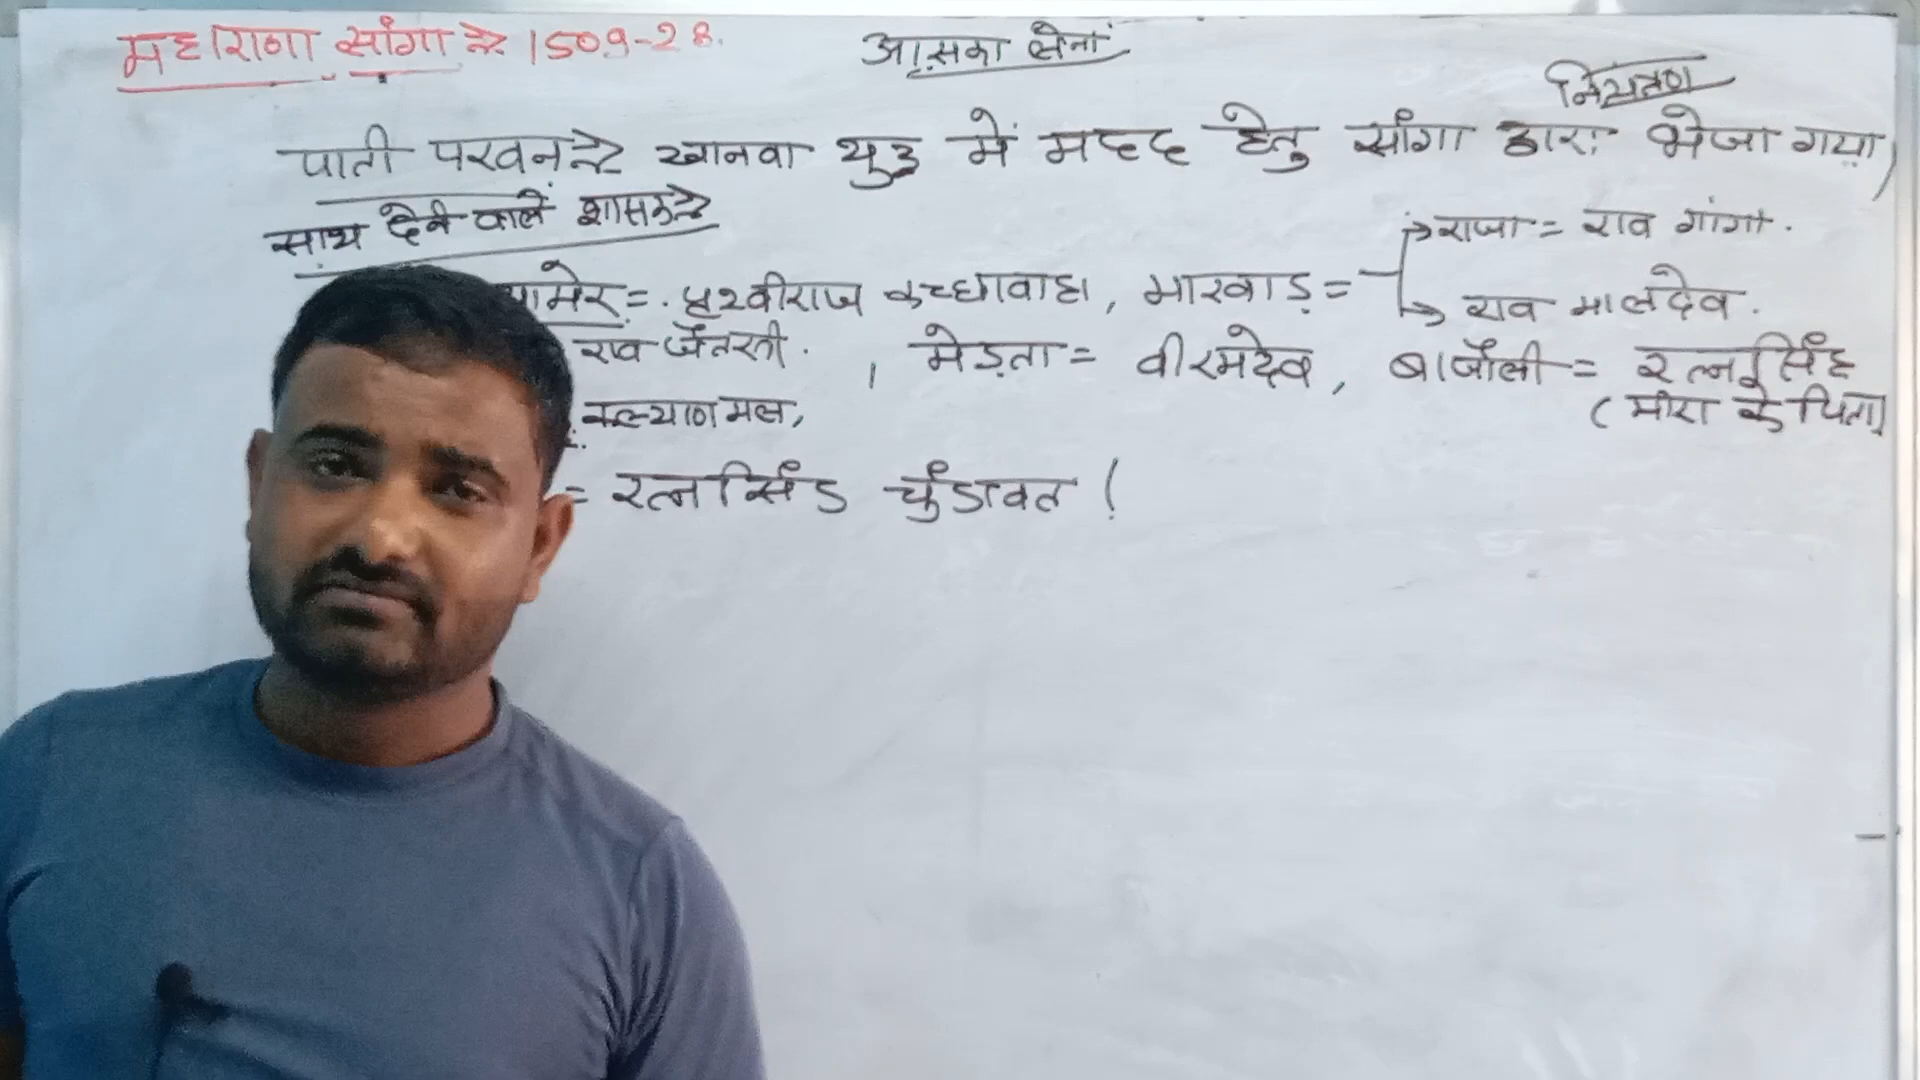 महाराणा सांगा 1509-28.
आसका लेना
नियंत्रण
पाती परवन खानवा युद्ध में मदद हेतु सांगा द्वारा भेजा गया
साथ देने वाले शासक
राजा = राव गांगा.
आमेर = पृथ्वीराज कच्छावाहा, मारवाड़ =
राव मालदेव.
राव जैतसी. , मेड़ता = वीरमदेव, बाजोली = रत्नसिंह
(मीरा के पिता)
कल्याणमल,
= रत्नसिंह चुंडावत